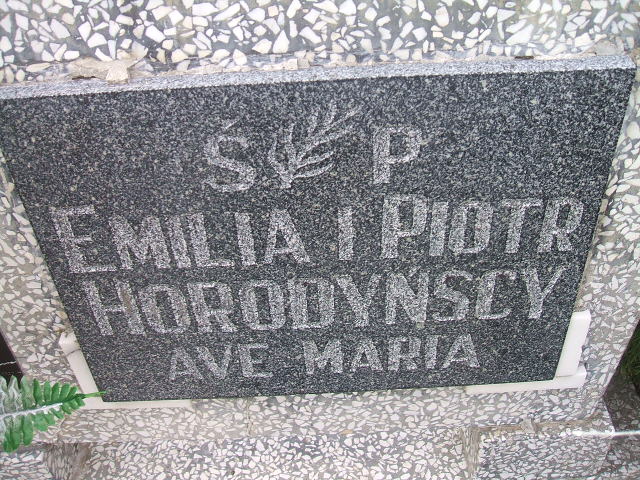 Ś P
EMILIA I PIOTR
HORODYŃSCY
AVE MARIA